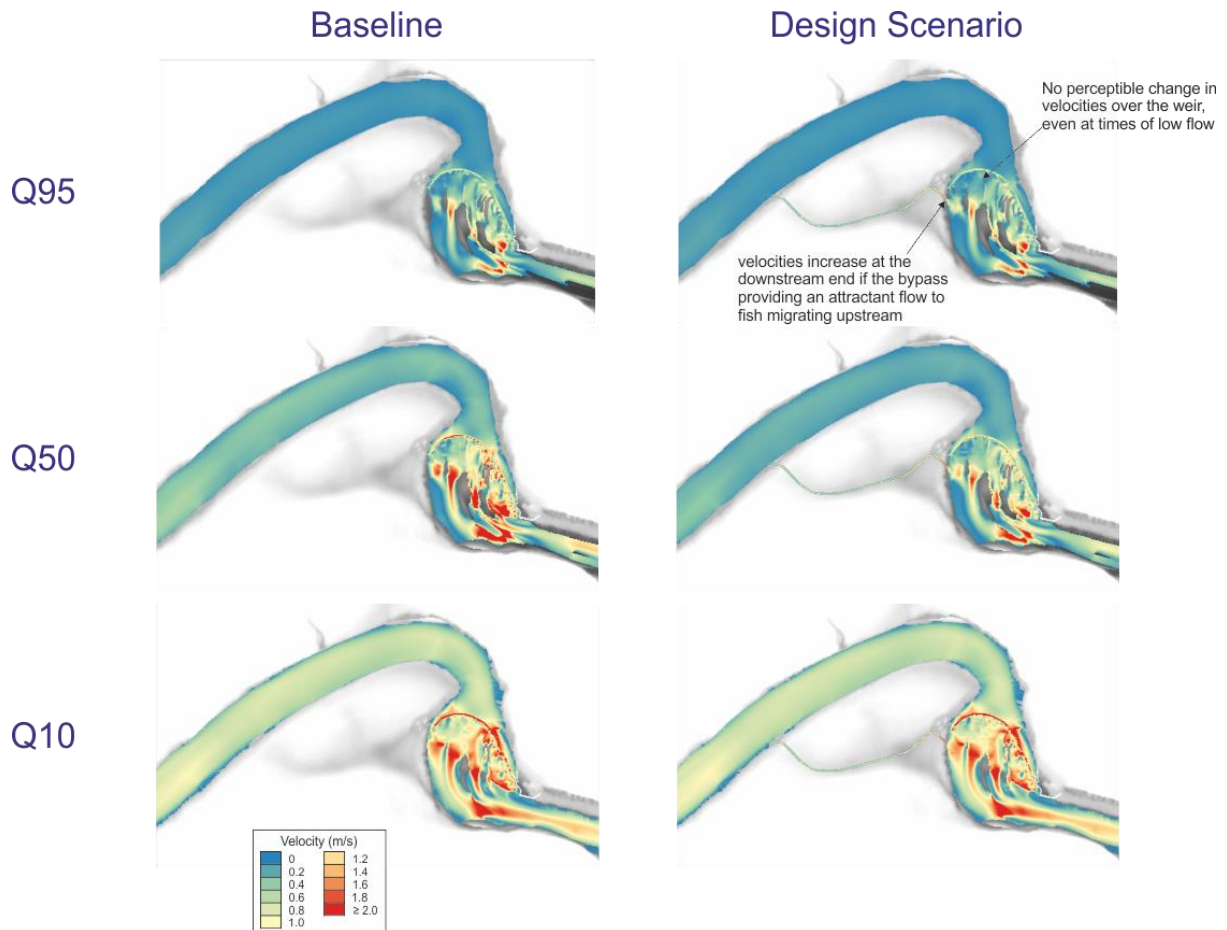 Baseline
Design Scenario
No perceptible change in
velocities over the weir,
even at times of low flow
Q95
velocities increase at the
downstream end if the bypass
providing an attractant flow to
fish migrating upstream
Q50
Q10
Velocity (m/s)
0
0.2
0.4
0.6
0.8
1.0
1.2
1.4
1.6
1.8
≥ 2.0